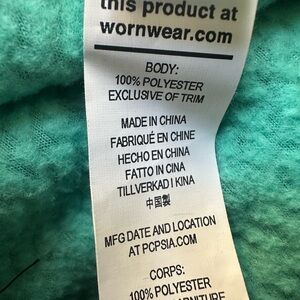 this product at
wornwear.com
BODY:
100% POLYESTER
EXCLUSIVE OF TRIM
MADE IN CHINA
FABRIQUÉ EN CHINE
HECHO EN CHINA
FATTO IN CINA
TILLVERKAD I KINA
中国製
MFG DATE AND LOCATION
AT PCPSIA.COM
CORPS:
100% POLYESTER